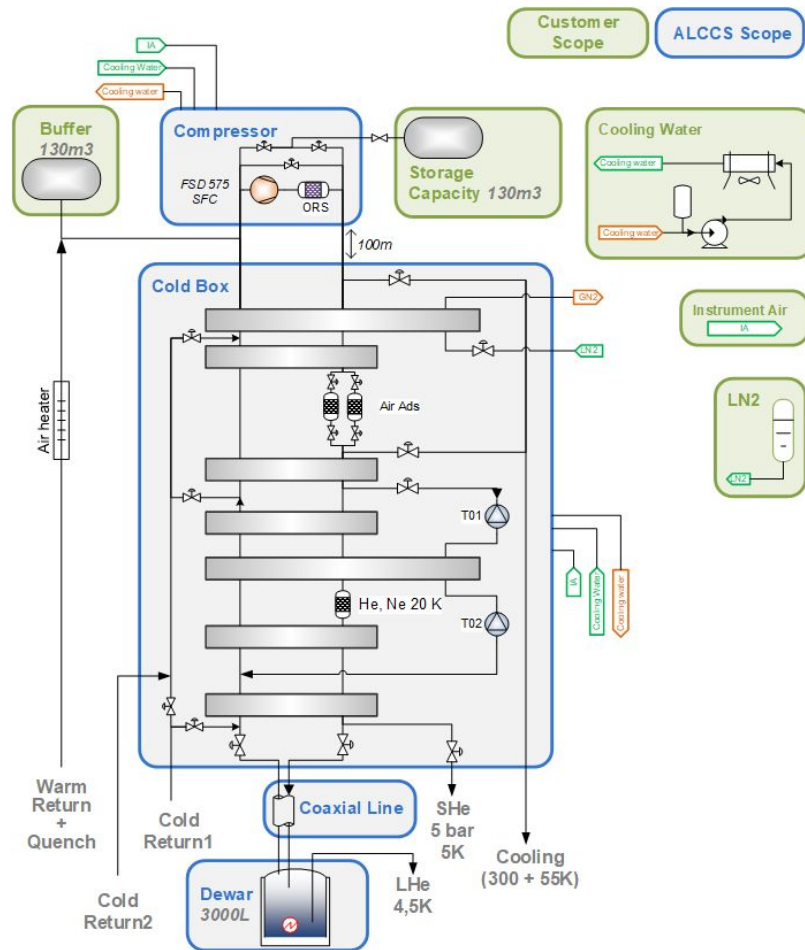 Customer
Scope
ALCCS Scope
IA
Cooling Water
Cooling water
Buffer
130m3
Compressor
FSD 575
SFC
ORS
Storage
Capacity 130m3
Cooling Water
Cooling water
Cooling water
100m
Cold Box
GN2
LN2
Instrument Air
IA
Air Ads
LN2
LN2
Air heater
T01
He, Ne 20 K
T02
IA
Cooling Water
Cooling water
Warm
Return
+
Quench
Cold
Return1
Cold
Return2
Coaxial Line
SHe
5 bar
5K
Cooling
(300 + 55K)
Dewar
3000L
LHe
4,5K